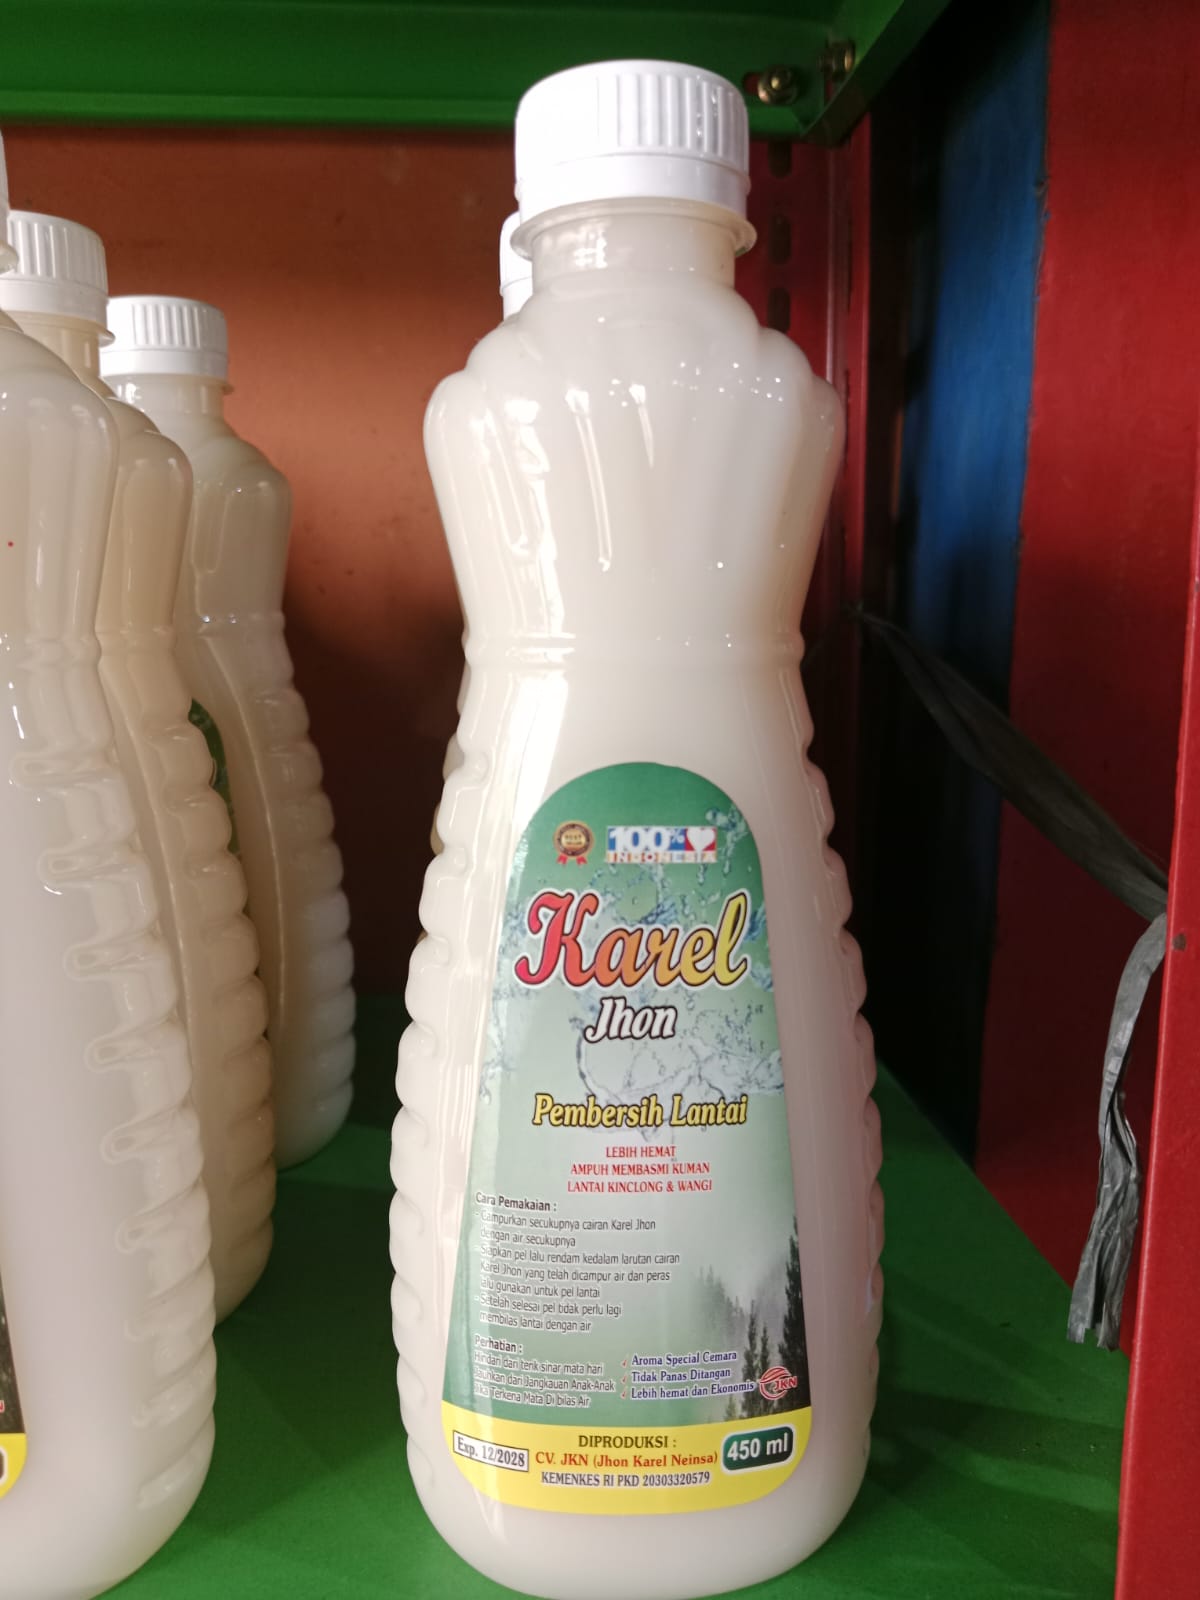 100%
INDONESIA
Karel
Jhon
Pembersih Lantai
LEBIH HEMAT
AMPUH MEMBASMI KUMAN
LANTAI KINCLONG & WANGI
Cara Pemakaian :
- Campurkan secukupnya cairan Karel Jhon
dengan air secukupnya
- Siapkan pel lalu rendam kedalam larutan cairan
Karel Jhon yang telah dicampur air dan peras
lalu gunakan untuk pel lantai
- Setelah selesai pel tidak perlu lagi
membilas lantai dengan air
Perhatian :
Hindari dari terik sinar mata hari
Jauhkan dari Jangkauan Anak-Anak
Jika Terkena Mata Di bilas Air
√ Aroma Special Cemara
√ Tidak Panas Ditangan
√ Lebih hemat dan Ekonomis
JKN
Exp. 12/2028
DIPRODUKSI :
CV. JKN (Jhon Karel Neinsa)
KEMENKES RI PKD 20303320579
450 ml